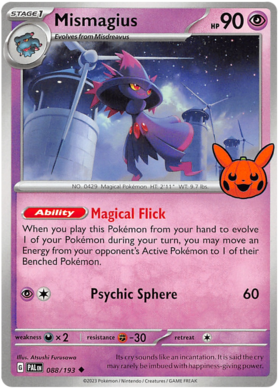 STAGE 1 Mismagius HP 90
Evolves from Misdreavus
NO. 0429 Magical Pokémon HT: 2'11" WT: 9.7 lbs.
Ability Magical Flick
When you play this Pokémon from your hand to evolve
1 of your Pokémon during your turn, you may move an
Energy from your opponent's Active Pokémon to 1 of their
Benched Pokémon.
Psychic Sphere 60
weakness ×2 resistance -30 retreat
Illus. Atsushi Furusawa
G PAL EN 088/193
Its cry sounds like an incantation. It is said the cry
may rarely be imbued with happiness-giving power.
©2023 Pokémon / Nintendo / Creatures / GAME FREAK